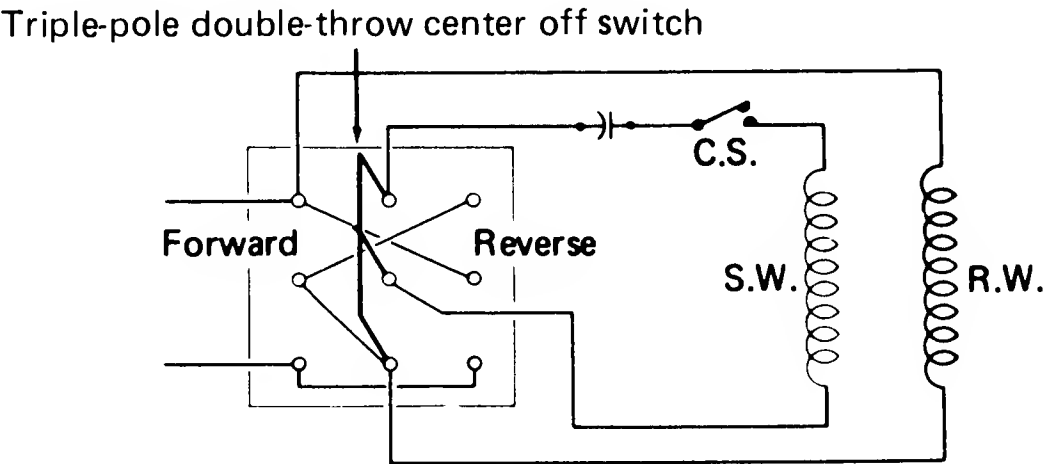 Triple-pole double-throw center off switch
C.S.
Forward
Reverse
S.W.
R.W.